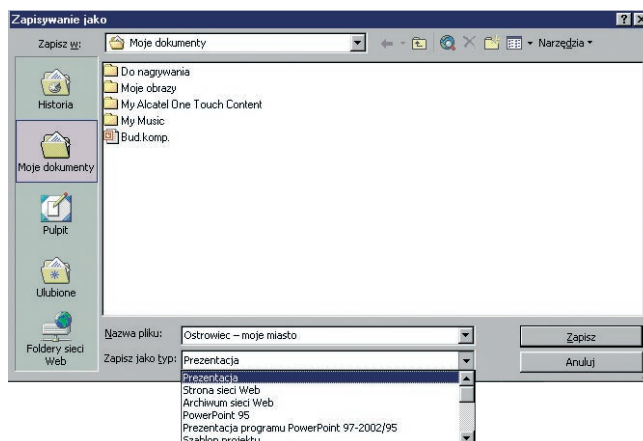 Zapisywanie jako
Zapisz w: Moje dokumenty Narzędzia
Historia
Moje dokumenty
Pulpit
Ulubione
Foldery sieci Web
Do nagrywania
Moje obrazy
My Alcatel One Touch Content
My Music
Bud.komp.
Nazwa pliku: Ostrowiec – moje miasto Zapisz
Zapisz jako typ: Prezentacja Anuluj
Prezentacja
Strona sieci Web
Archiwum sieci Web
PowerPoint 95
Prezentacja programu PowerPoint 97-2002/95
Szablon projektu